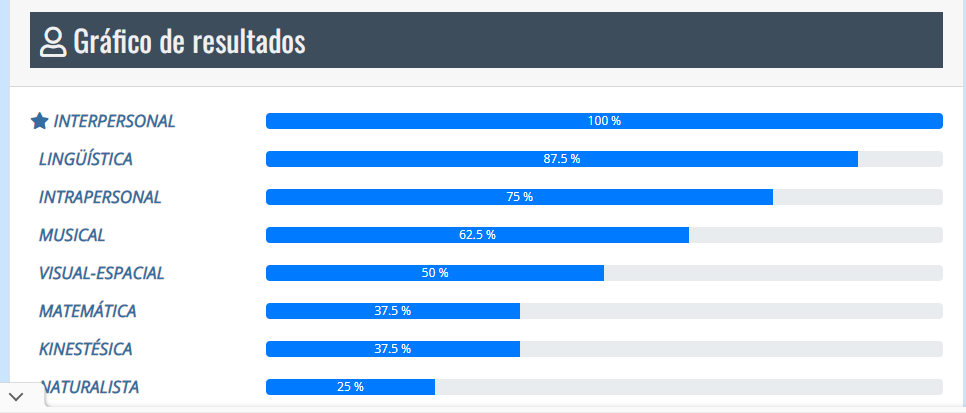 Gráfico de resultados
INTERPERSONAL 100 %
LINGÜÍSTICA 87.5 %
INTRAPERSONAL 75 %
MUSICAL 62.5 %
VISUAL-ESPACIAL 50 %
MATEMÁTICA 37.5 %
KINESTÉSICA 37.5 %
NATURALISTA 25 %